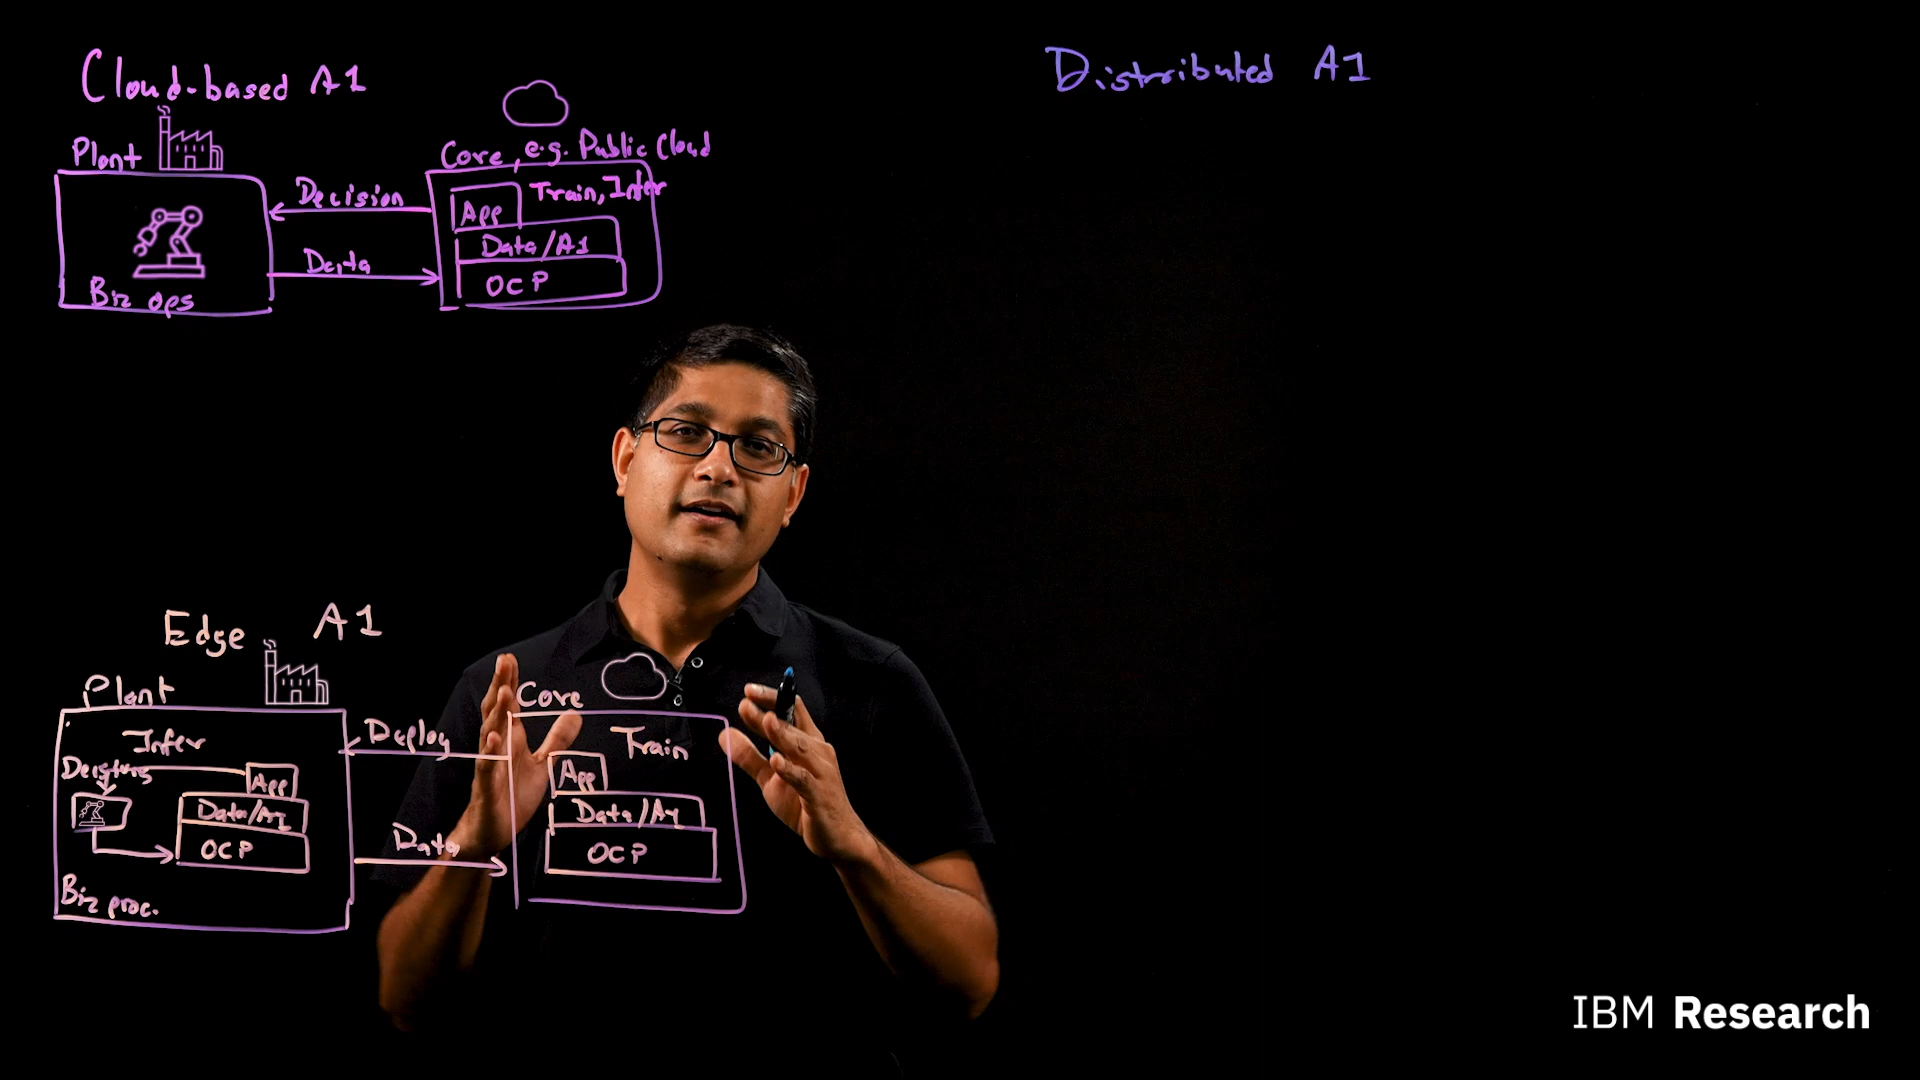 Cloud-based AI
Plant
Core, e.g. Public Cloud
Decision
Train, Infer
App
Data/AI
Data
OCP
Biz ops
Distributed AI
Edge AI
Plant
Core
Infer
Deploy
Train
Decisions
App
App
Data/AI
Data/AI
OCP
Data
OCP
Biz proc.
IBM Research